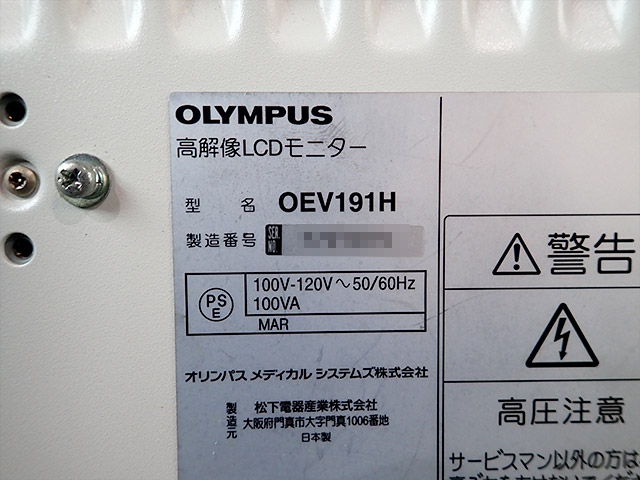 OLYMPUS
高解像LCDモニター
型 名 OEV191H
製造番号 SER. NO.
PS E
100V-120V～50/60Hz
100VA
MAR
オリンパス メディカル システムズ株式会社
製造元
松下電器産業株式会社
大阪府門真市大字門真1006番地
日本製
警告
高圧注意
サービスマン以外の方は